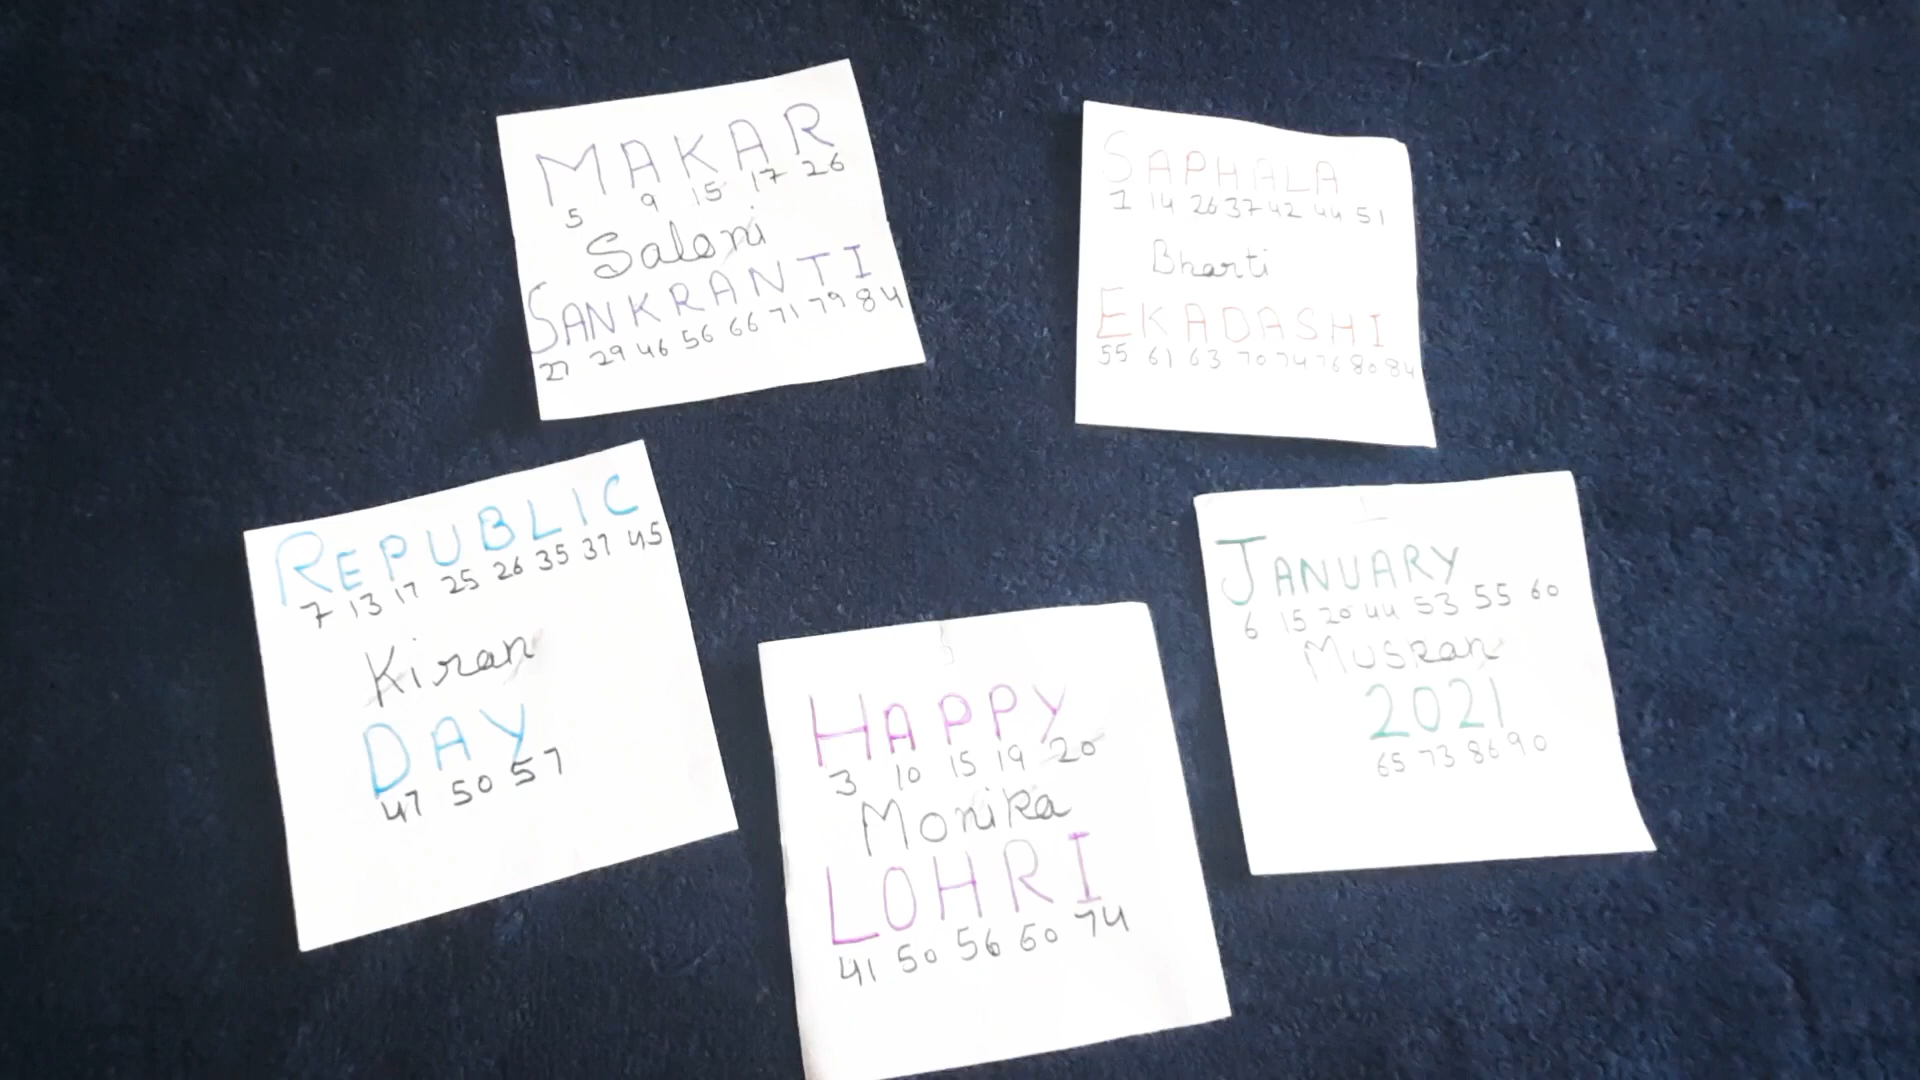 MAKAR
5 9 15 17 26
Saloni
SANKRANTI
27 29 46 56 66 71 79 84
SAPHALA
1 14 26 37 42 44 51
Bharti
EKADASHI
55 61 63 70 74 76 80 84
REPUBLIC
7 13 17 25 26 35 37 45
Kiran
DAY
47 50 57
HAPPY
3 10 15 19 20
Monika
LOHRI
41 50 56 60 74
JANUARY
6 15 20 44 53 55 60
Muskan
2021
65 73 86 90